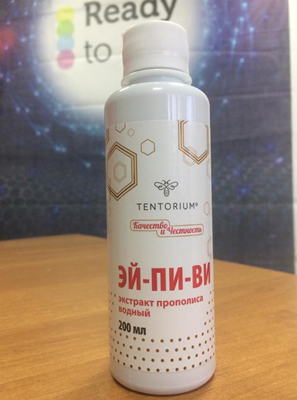 Ready
to
TENTORIUM®
Качество
и Честность
ЭЙ-ПИ-ВИ
экстракт прополиса
водный
200 мл